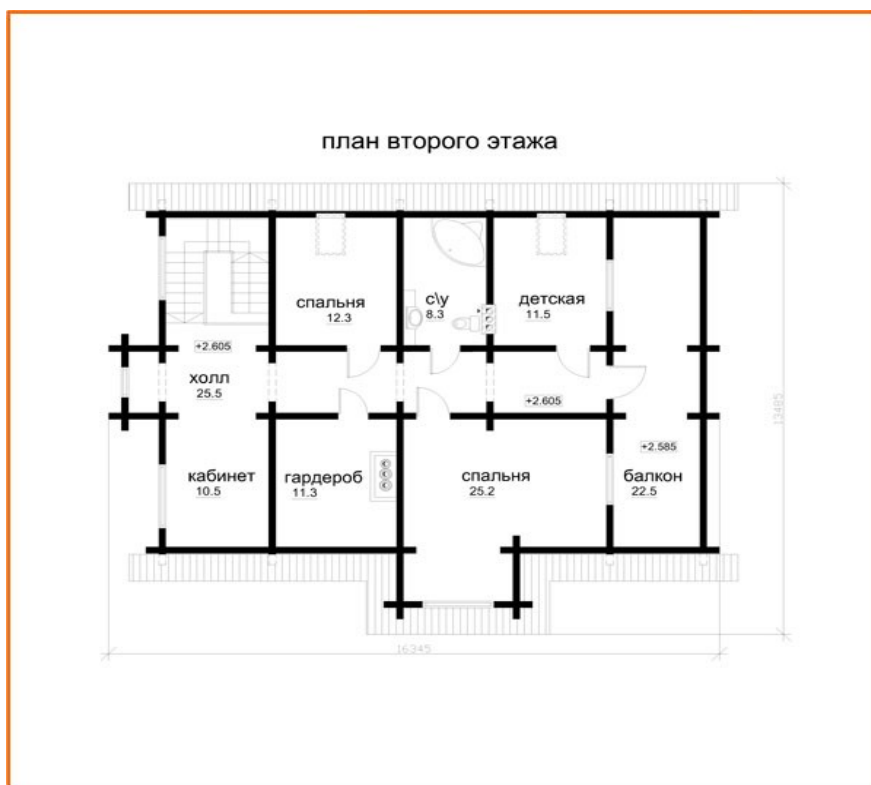 план второго этажа
спальня
12.3
с\у
8.3
детская
11.5
+2.605
холл
25.5
+2.605
+2.585
кабинет
10.5
гардероб
11.3
спальня
25.2
балкон
22.5
13485
16345